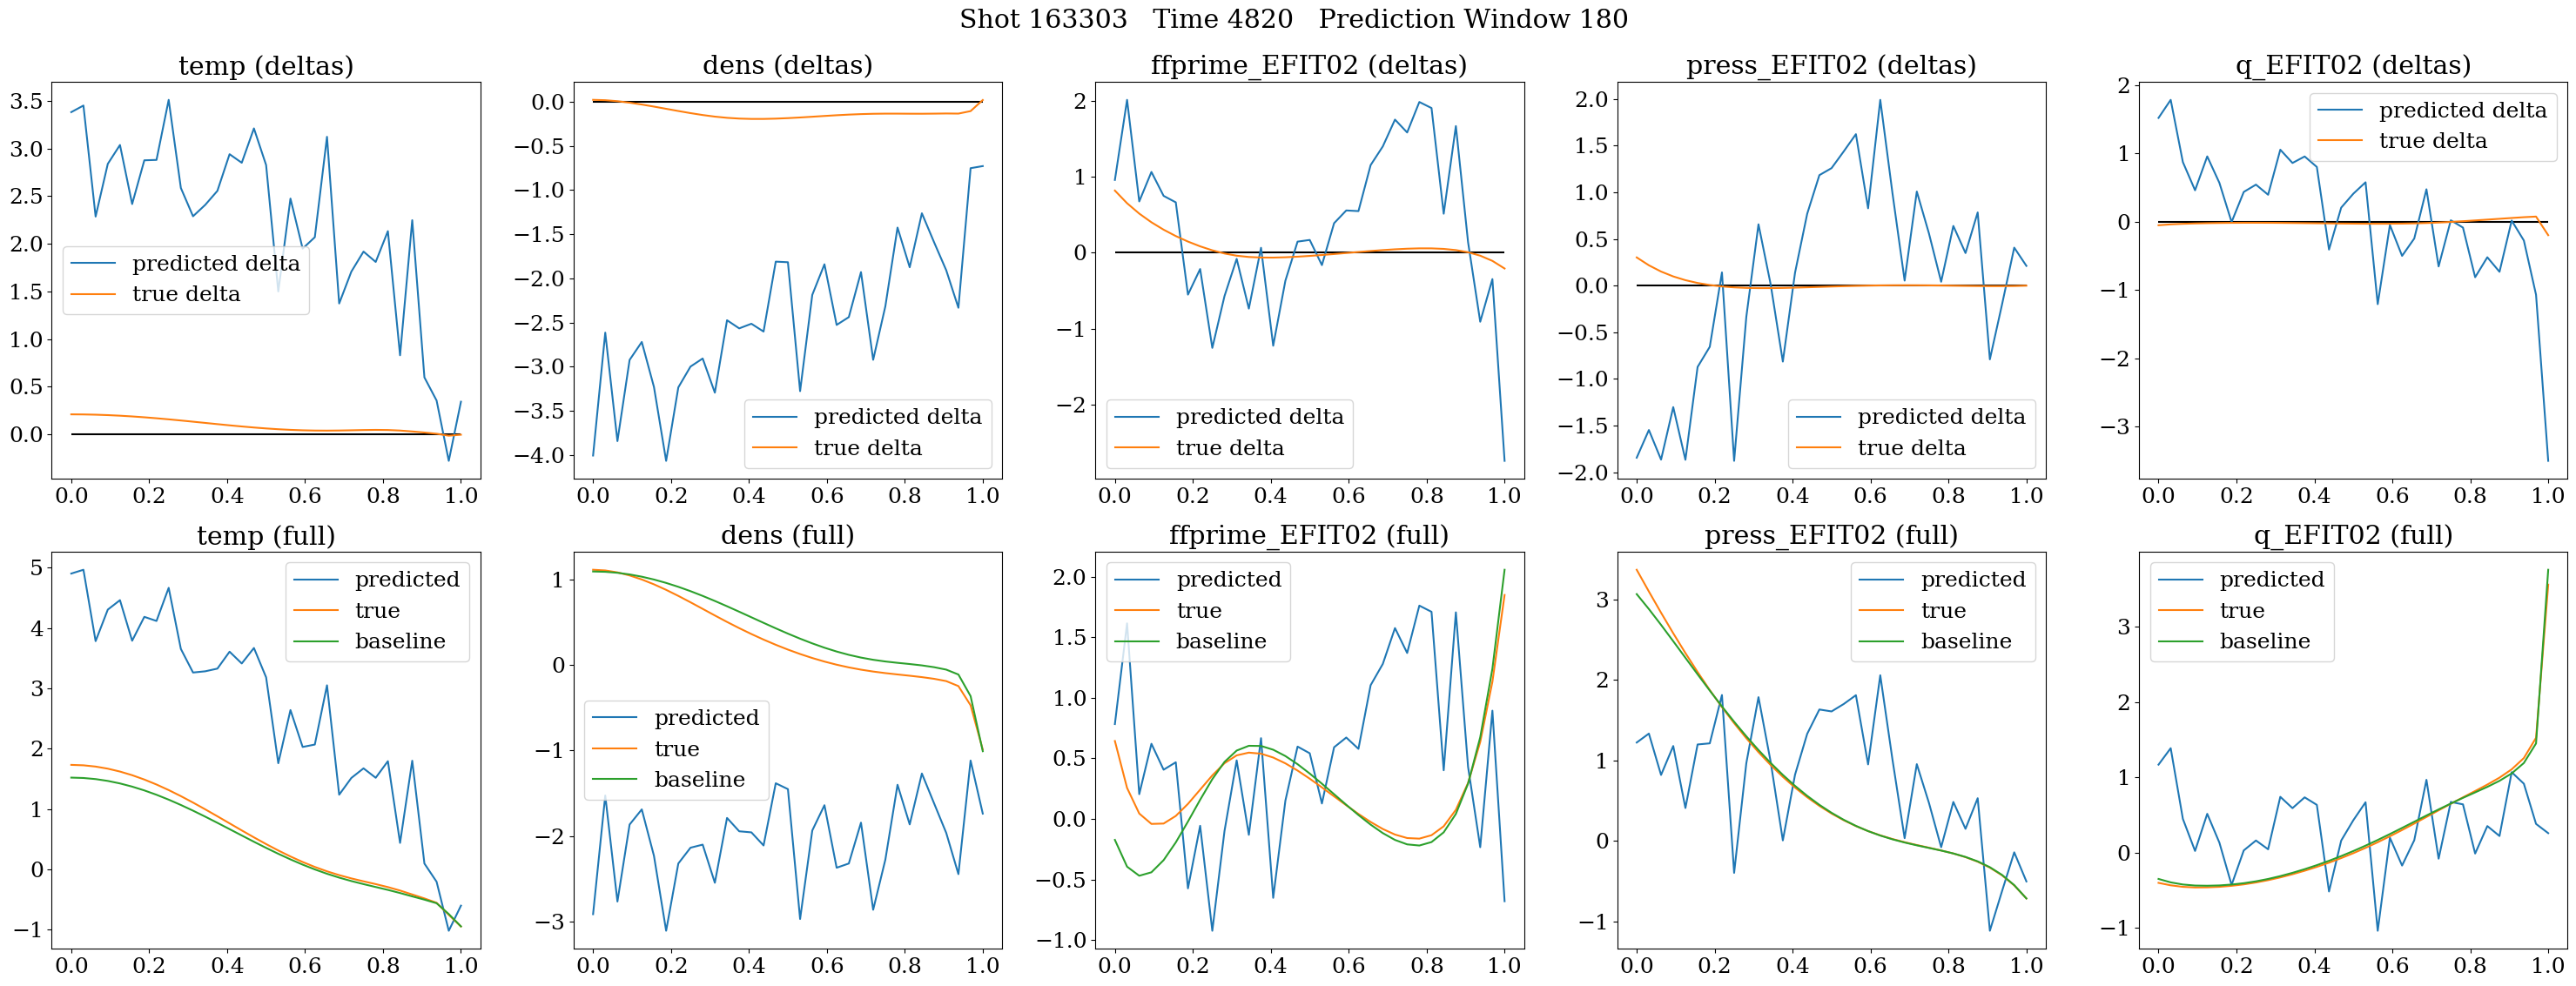 Shot 163303   Time 4820   Prediction Window 180
temp (deltas)
3.5
3.0
2.5
2.0
1.5
1.0
0.5
0.0
predicted delta
true delta
0.0 0.2 0.4 0.6 0.8 1.0
dens (deltas)
0.0
−0.5
−1.0
−1.5
−2.0
−2.5
−3.0
−3.5
−4.0
predicted delta
true delta
0.0 0.2 0.4 0.6 0.8 1.0
ffprime_EFIT02 (deltas)
2
1
0
−1
−2
predicted delta
true delta
0.0 0.2 0.4 0.6 0.8 1.0
press_EFIT02 (deltas)
2.0
1.5
1.0
0.5
0.0
−0.5
−1.0
−1.5
−2.0
predicted delta
true delta
0.0 0.2 0.4 0.6 0.8 1.0
q_EFIT02 (deltas)
2
1
0
−1
−2
−3
predicted delta
true delta
0.0 0.2 0.4 0.6 0.8 1.0
temp (full)
5
4
3
2
1
0
−1
predicted
true
baseline
0.0 0.2 0.4 0.6 0.8 1.0
dens (full)
1
0
−1
−2
−3
predicted
true
baseline
0.0 0.2 0.4 0.6 0.8 1.0
ffprime_EFIT02 (full)
2.0
1.5
1.0
0.5
0.0
−0.5
−1.0
predicted
true
baseline
0.0 0.2 0.4 0.6 0.8 1.0
press_EFIT02 (full)
3
2
1
0
−1
predicted
true
baseline
0.0 0.2 0.4 0.6 0.8 1.0
q_EFIT02 (full)
3
2
1
0
−1
predicted
true
baseline
0.0 0.2 0.4 0.6 0.8 1.0